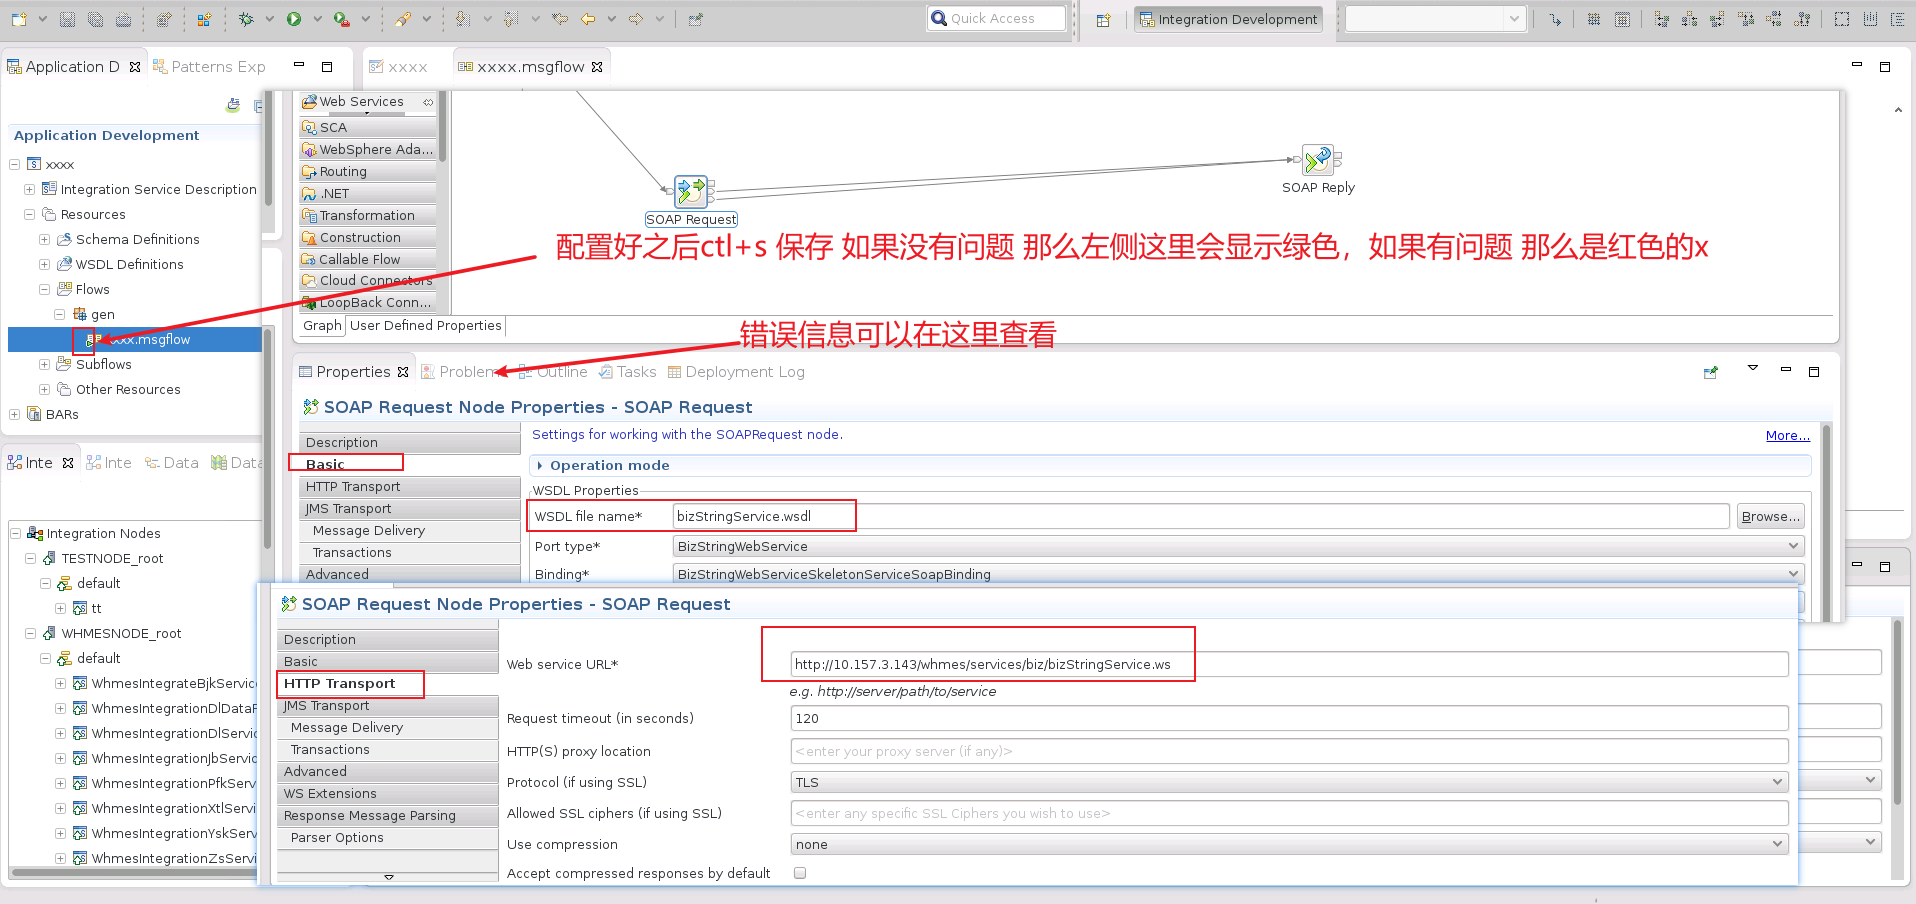 Quick Access
Integration Development
Application D
Patterns Exp
xxxx
xxxx.msgflow
Application Development
xxxx
Integration Service Description
Resources
Schema Definitions
WSDL Definitions
Flows
gen
xxx.msgflow
Subflows
Other Resources
BARs
Web Services
SCA
WebSphere Ada...
Routing
.NET
Transformation
Construction
Callable Flow
Cloud Connectors
LoopBack Conn...
SOAP Request
SOAP Reply
配置好之后ctl+s 保存 如果没有问题 那么左侧这里会显示绿色，如果有问题 那么是红色的x
Graph
User Defined Properties
错误信息可以在这里查看
Properties
Problem
Outline
Tasks
Deployment Log
SOAP Request Node Properties - SOAP Request
Description
Basic
HTTP Transport
JMS Transport
Message Delivery
Transactions
Advanced
Settings for working with the SOAPRequest node.
More...
Operation mode
WSDL Properties
WSDL file name*
bizStringService.wsdl
Browse...
Port type*
BizStringWebService
Binding*
BizStringWebServiceSkeletonServiceSoapBinding
Inte
Inte
Data
Data
Integration Nodes
TESTNODE_root
default
tt
WHMESNODE_root
default
WhmesIntegrateBjkService
WhmesIntegrationDlDataF
WhmesIntegrationDlServic
WhmesIntegrationJbServic
WhmesIntegrationPfkServ
WhmesIntegrationXtlServi
WhmesIntegrationYskServ
WhmesIntegrationZsServi
SOAP Request Node Properties - SOAP Request
Description
Basic
HTTP Transport
JMS Transport
Message Delivery
Transactions
Advanced
WS Extensions
Response Message Parsing
Parser Options
Web service URL*
http://10.157.3.143/whmes/services/biz/bizStringService.ws
e.g. http://server/path/to/service
Request timeout (in seconds)
120
HTTP(S) proxy location
<enter your proxy server (if any)>
Protocol (if using SSL)
TLS
Allowed SSL ciphers (if using SSL)
<enter any specific SSL Ciphers you wish to use>
Use compression
none
Accept compressed responses by default